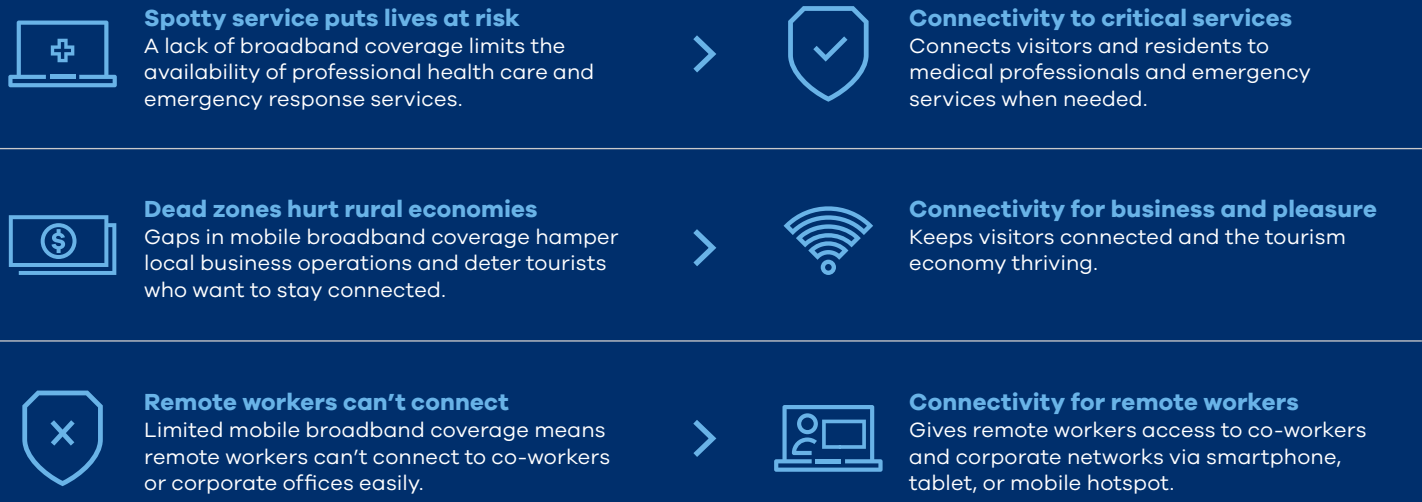 Spotty service puts lives at risk
A lack of broadband coverage limits the
availability of professional health care and
emergency response services.
Connectivity to critical services
Connects visitors and residents to
medical professionals and emergency
services when needed.
Dead zones hurt rural economies
Gaps in mobile broadband coverage hamper
local business operations and deter tourists
who want to stay connected.
Connectivity for business and pleasure
Keeps visitors connected and the tourism
economy thriving.
Remote workers can’t connect
Limited mobile broadband coverage means
remote workers can’t connect to co-workers
or corporate offices easily.
Connectivity for remote workers
Gives remote workers access to co-workers
and corporate networks via smartphone,
tablet, or mobile hotspot.